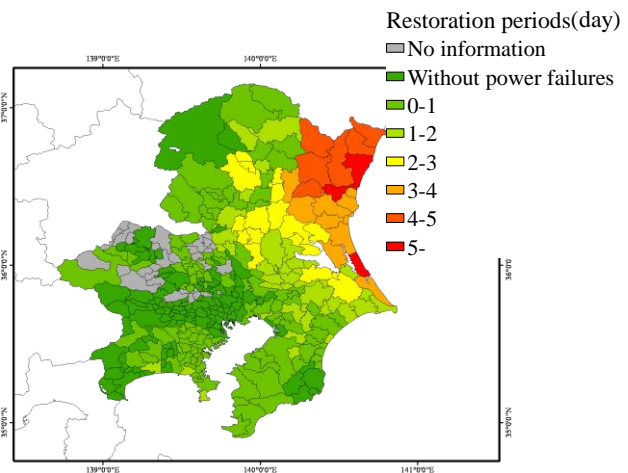 Restoration periods(day)
No information
Without power failures
0-1
1-2
2-3
3-4
4-5
5-
139°0'0"E
140°0'0"E
37°0'0"N
36°0'0"N
36°0'
35°0'0"N
35°0'0"N
139°0'0"E
140°0'0"E
141°0'0"E